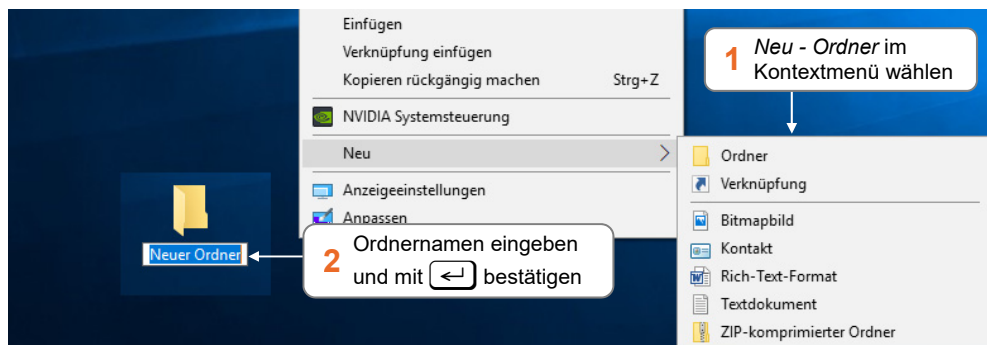 Einfügen
Verknüpfung einfügen
Kopieren rückgängig machen Strg+Z
NVIDIA Systemsteuerung
Neu
Anzeigeeinstellungen
Anpassen
1 Neu - Ordner im
Kontextmenü wählen
Ordner
Verknüpfung
Bitmapbild
Kontakt
Rich-Text-Format
Textdokument
ZIP-komprimierter Ordner
Neuer Ordner
2 Ordnernamen eingeben
und mit ↵ bestätigen